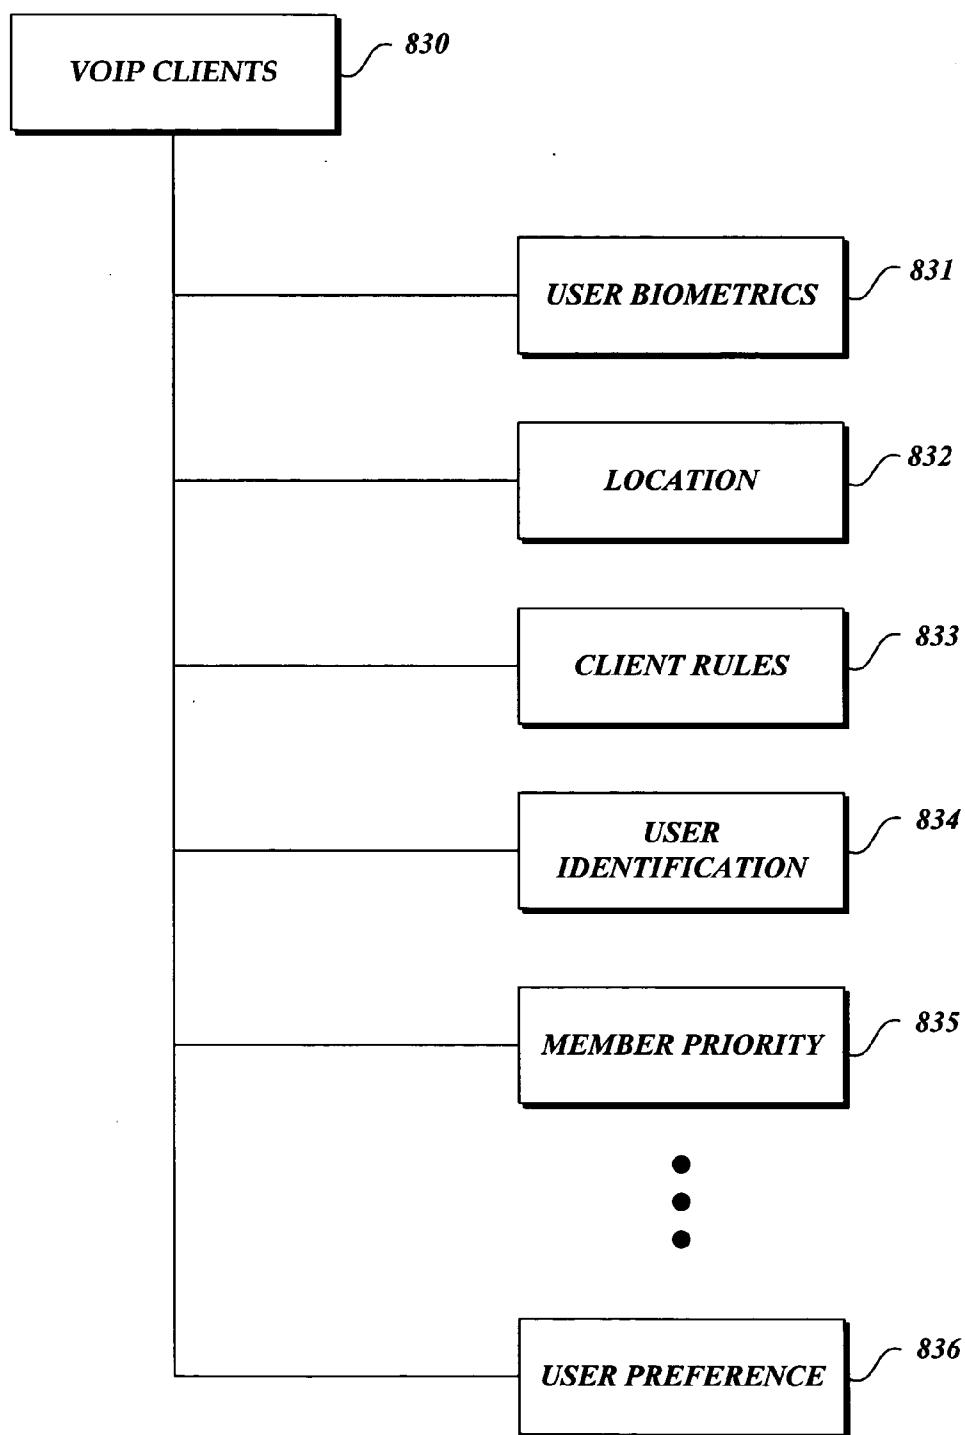 VOIP CLIENTS
830
USER BIOMETRICS
831
LOCATION
832
CLIENT RULES
833
USER
IDENTIFICATION
834
MEMBER PRIORITY
835
USER PREFERENCE
836